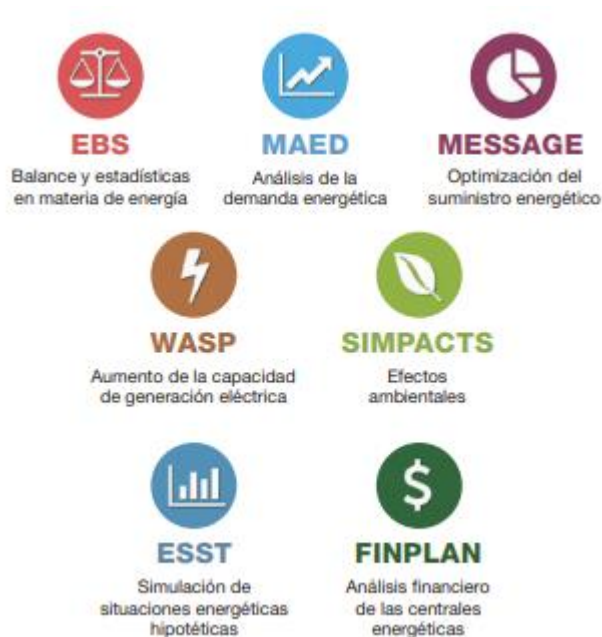 EBS
Balance y estadísticas
en materia de energía
MAED
Análisis de la
demanda energética
MESSAGE
Optimización del
suministro energético
WASP
Aumento de la capacidad
de generación eléctrica
SIMPACTS
Efectos
ambientales
ESST
Simulación de
situaciones energéticas
hipotéticas
$
FINPLAN
Análisis financiero
de las centrales
energéticas